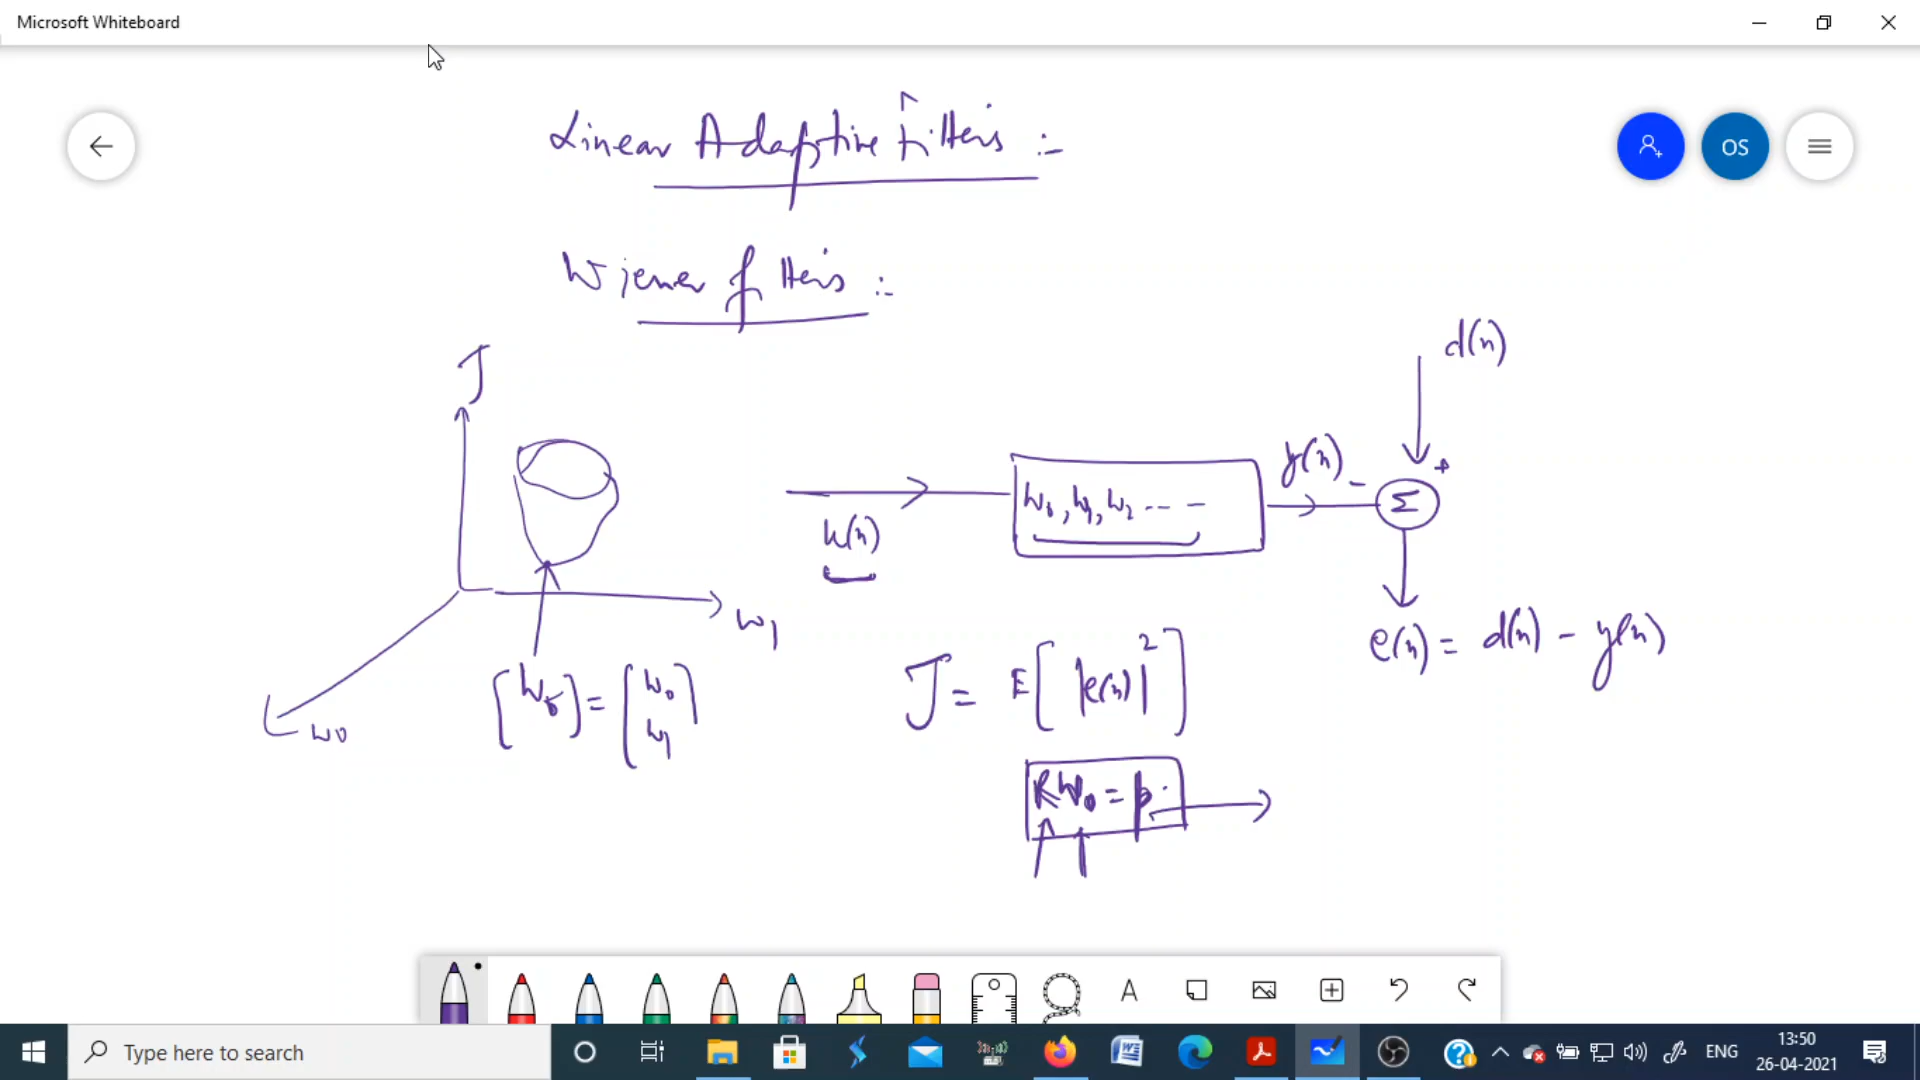 Microsoft Whiteboard
Linear Adaptive Filters :-
OS
Wiener filters :-
J
d(n)
y(n)
- +
w₀, w₁, w₂ ... -
Σ
u(n)
w₁
e(n) = d(n) - y(n)
J = E[|e(n)|²]
[w₀] = [w₀
w₁]
w₀
Rw₀ = p.
A
Type here to search
ENG
13:50
26-04-2021